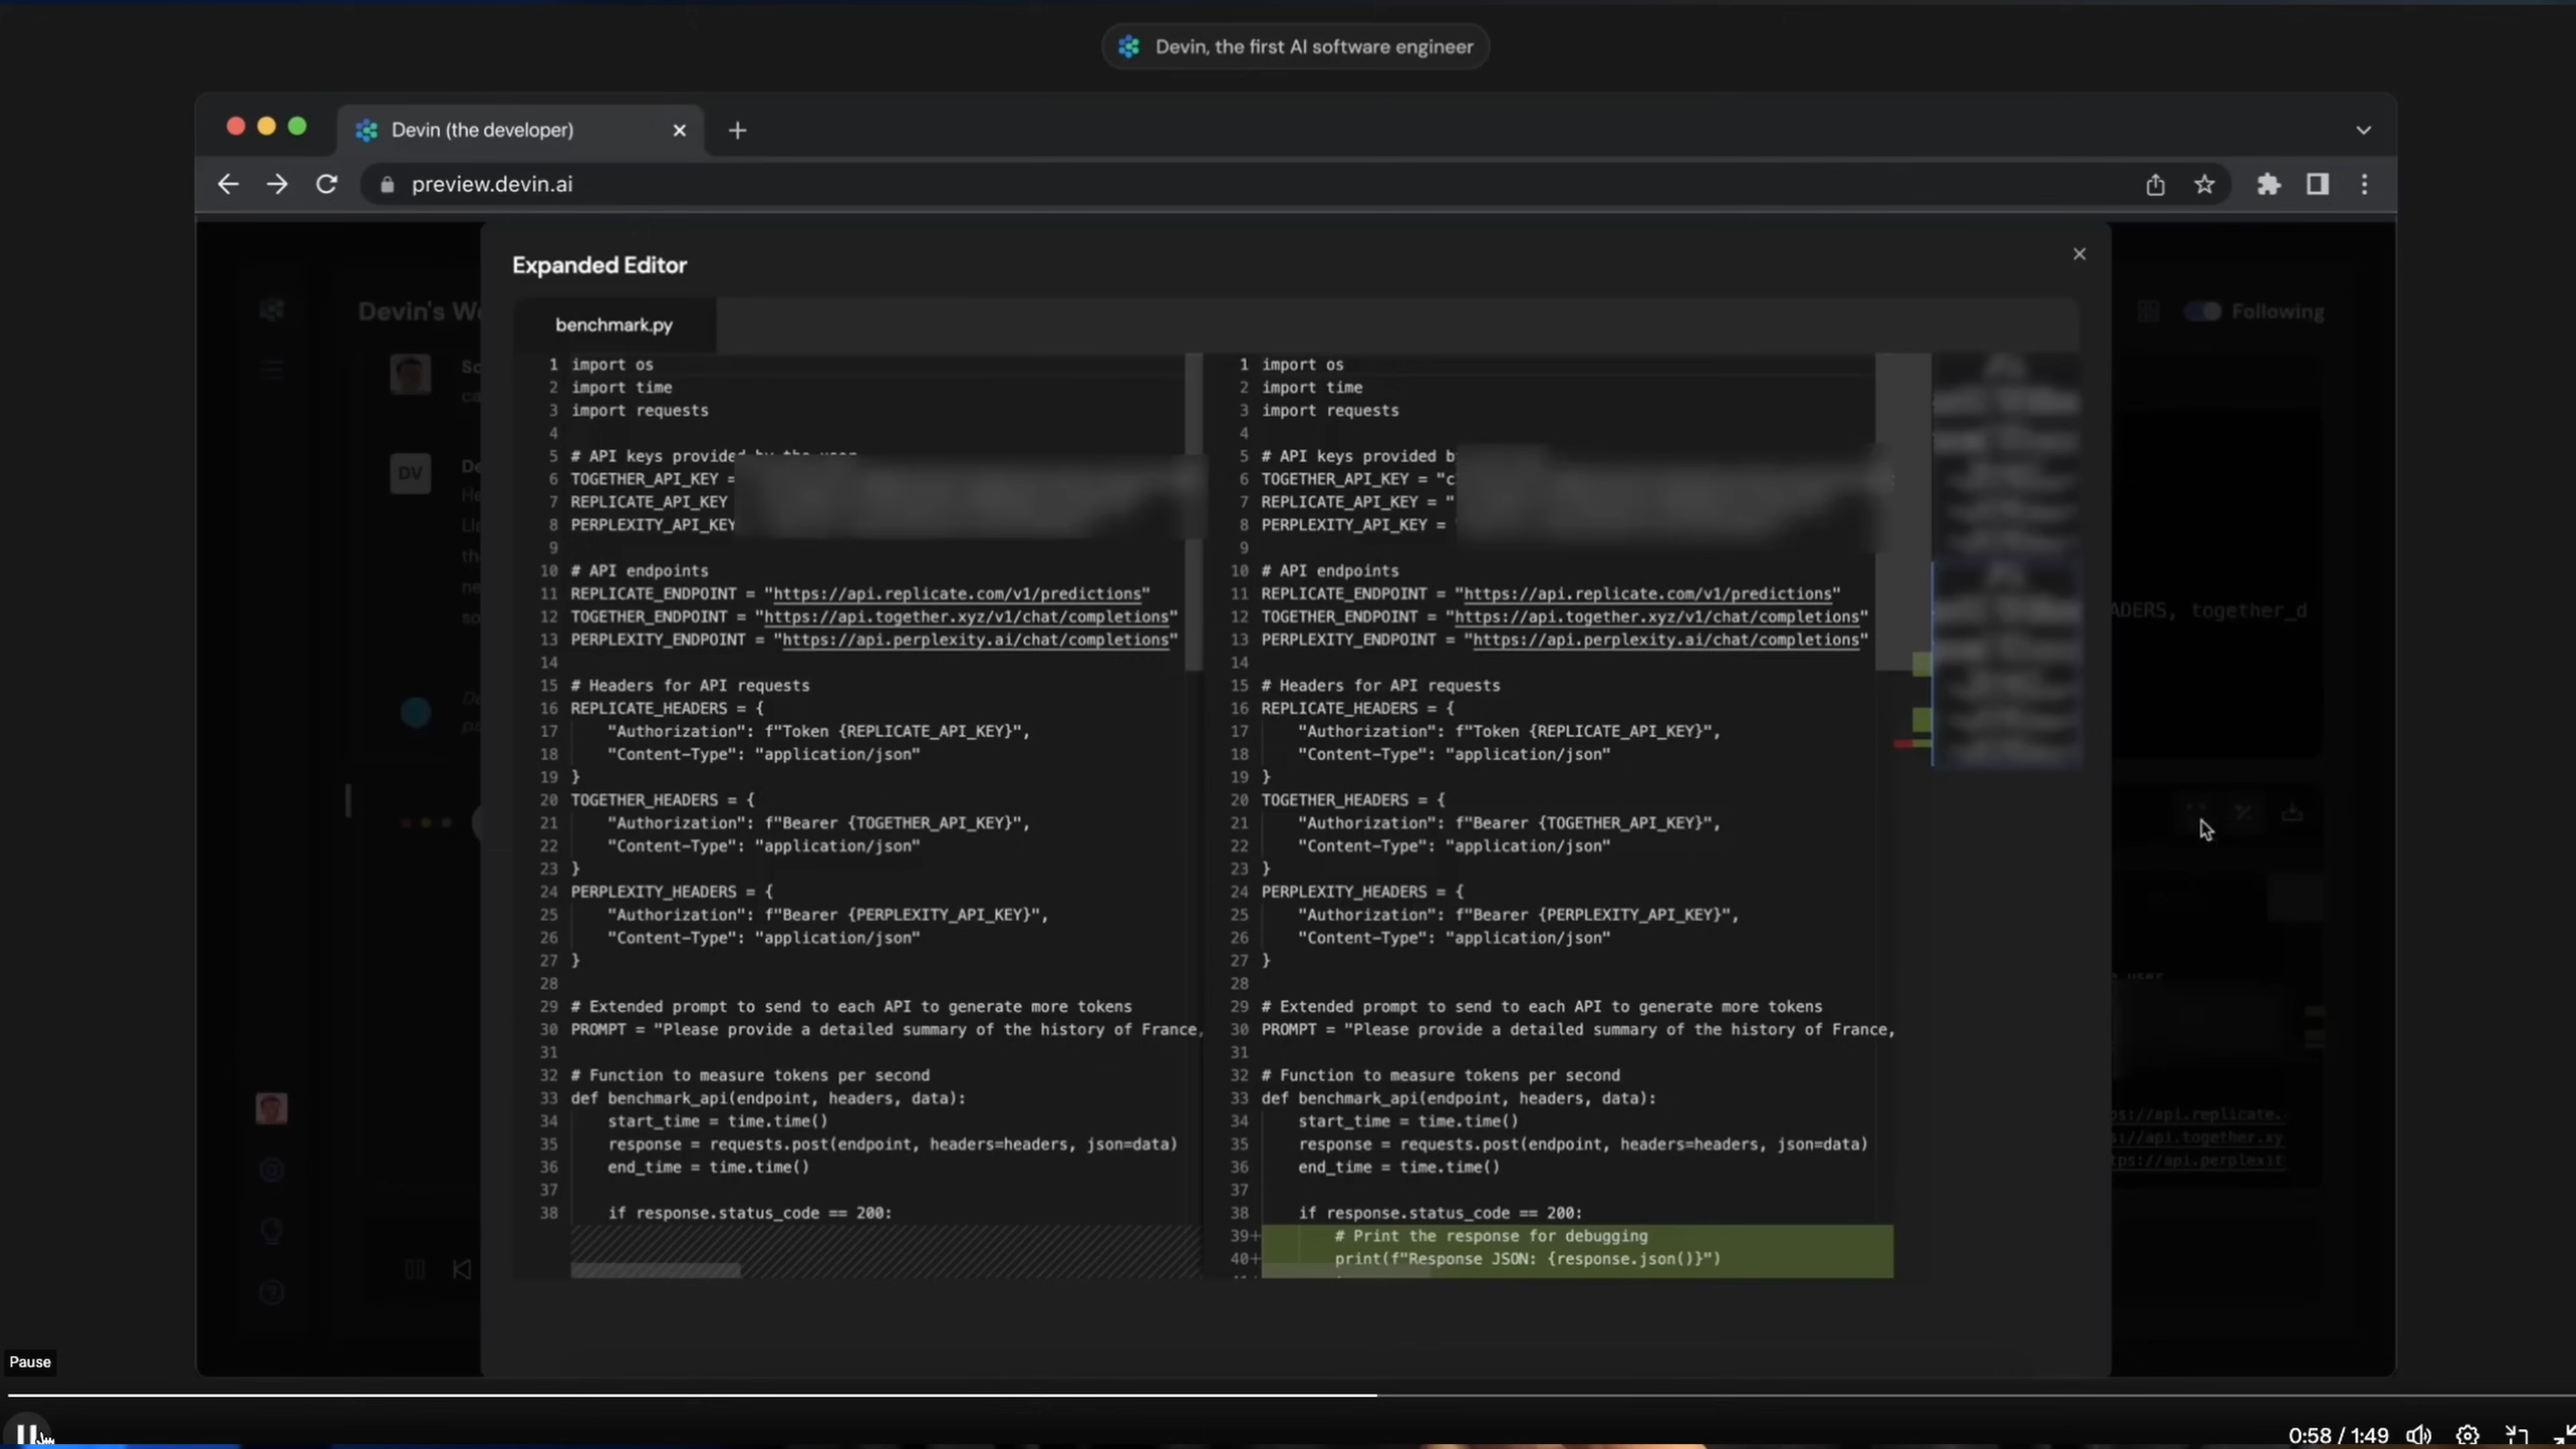 Devin, the first AI software engineer
Devin (the developer)
preview.devin.ai
Expanded Editor
Devin's We
Following
benchmark.py
1 import os
2 import time
3 import requests
4
5 # API keys provided by the user
6 TOGETHER_API_KEY =
7 REPLICATE_API_KEY
8 PERPLEXITY_API_KEY
9
10 # API endpoints
11 REPLICATE_ENDPOINT = "https://api.replicate.com/v1/predictions"
12 TOGETHER_ENDPOINT = "https://api.together.xyz/v1/chat/completions"
13 PERPLEXITY_ENDPOINT = "https://api.perplexity.ai/chat/completions"
14
15 # Headers for API requests
16 REPLICATE_HEADERS = {
17 "Authorization": f"Token {REPLICATE_API_KEY}",
18 "Content-Type": "application/json"
19 }
20 TOGETHER_HEADERS = {
21 "Authorization": f"Bearer {TOGETHER_API_KEY}",
22 "Content-Type": "application/json"
23 }
24 PERPLEXITY_HEADERS = {
25 "Authorization": f"Bearer {PERPLEXITY_API_KEY}",
26 "Content-Type": "application/json"
27 }
28
29 # Extended prompt to send to each API to generate more tokens
30 PROMPT = "Please provide a detailed summary of the history of France,
31
32 # Function to measure tokens per second
33 def benchmark_api(endpoint, headers, data):
34 start_time = time.time()
35 response = requests.post(endpoint, headers=headers, json=data)
36 end_time = time.time()
37
38 if response.status_code == 200:
1 import os
2 import time
3 import requests
4
5 # API keys provided b
6 TOGETHER_API_KEY = "c
7 REPLICATE_API_KEY = "
8 PERPLEXITY_API_KEY =
9
10 # API endpoints
11 REPLICATE_ENDPOINT = "https://api.replicate.com/v1/predictions"
12 TOGETHER_ENDPOINT = "https://api.together.xyz/v1/chat/completions"
13 PERPLEXITY_ENDPOINT = "https://api.perplexity.ai/chat/completions"
14
15 # Headers for API requests
16 REPLICATE_HEADERS = {
17 "Authorization": f"Token {REPLICATE_API_KEY}",
18 "Content-Type": "application/json"
19 }
20 TOGETHER_HEADERS = {
21 "Authorization": f"Bearer {TOGETHER_API_KEY}",
22 "Content-Type": "application/json"
23 }
24 PERPLEXITY_HEADERS = {
25 "Authorization": f"Bearer {PERPLEXITY_API_KEY}",
26 "Content-Type": "application/json"
27 }
28
29 # Extended prompt to send to each API to generate more tokens
30 PROMPT = "Please provide a detailed summary of the history of France,
31
32 # Function to measure tokens per second
33 def benchmark_api(endpoint, headers, data):
34 start_time = time.time()
35 response = requests.post(endpoint, headers=headers, json=data)
36 end_time = time.time()
37
38 if response.status_code == 200:
39+ # Print the response for debugging
40+ print(f"Response JSON: {response.json()}")
DV
ADERS, together_d
s://api.replicate.
s://api.together.xy
tps://api.perplexit
Pause
0:58 / 1:49